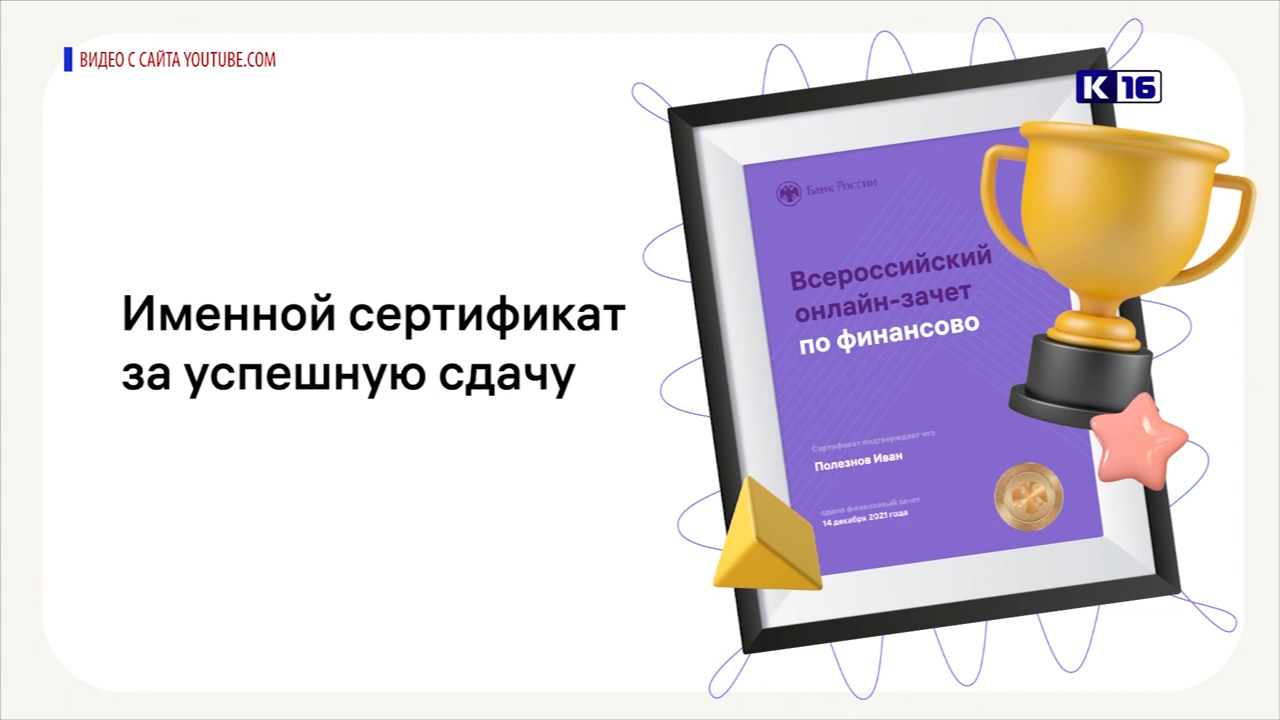 ВИДЕО С САЙТА YOUTUBE.COM
К 16
Именной сертификат
за успешную сдачу
Банк России
Всероссийский
онлайн-зачет
по финансово
Сертификат подтверждает что
Полезнов Иван
финансовый зачет
14 декабря 2021 года